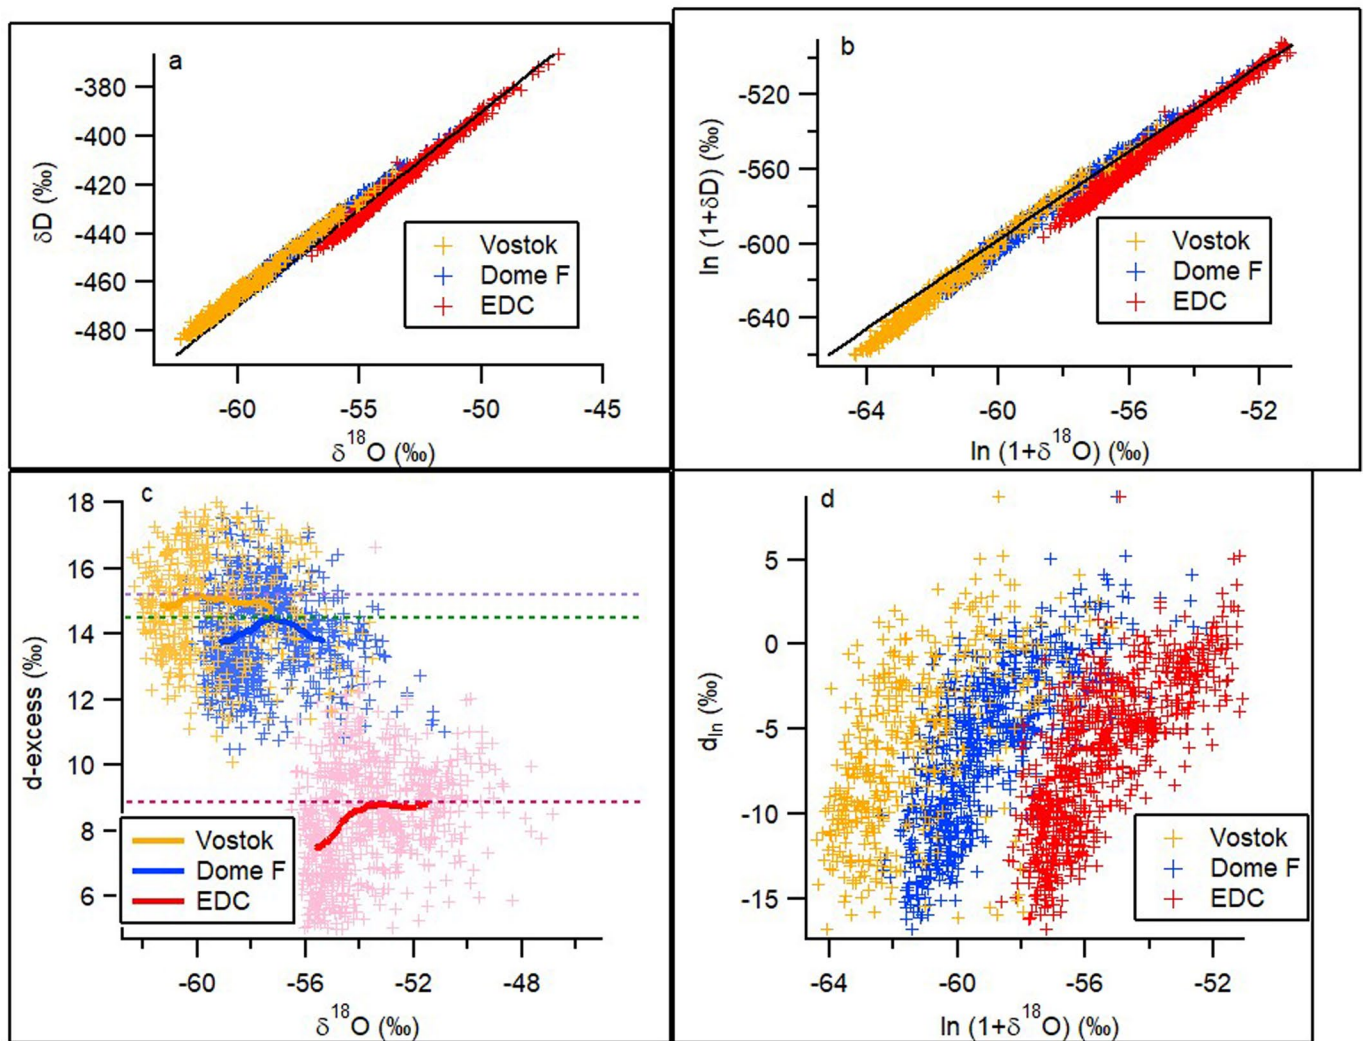 a
-380
-400
-420
-440
-460
-480
δD (‰)
Vostok
Dome F
EDC
-60 -55 -50 -45
δ18O (‰)
b
-520
-560
-600
-640
ln (1+δD) (‰)
Vostok
Dome F
EDC
-64 -60 -56 -52
ln (1+δ18O) (‰)
c
18
16
14
12
10
8
6
d-excess (‰)
Vostok
Dome F
EDC
-60 -56 -52 -48
δ18O (‰)
d
5
0
-5
-10
-15
dln (‰)
Vostok
Dome F
EDC
-64 -60 -56 -52
ln (1+δ18O) (‰)